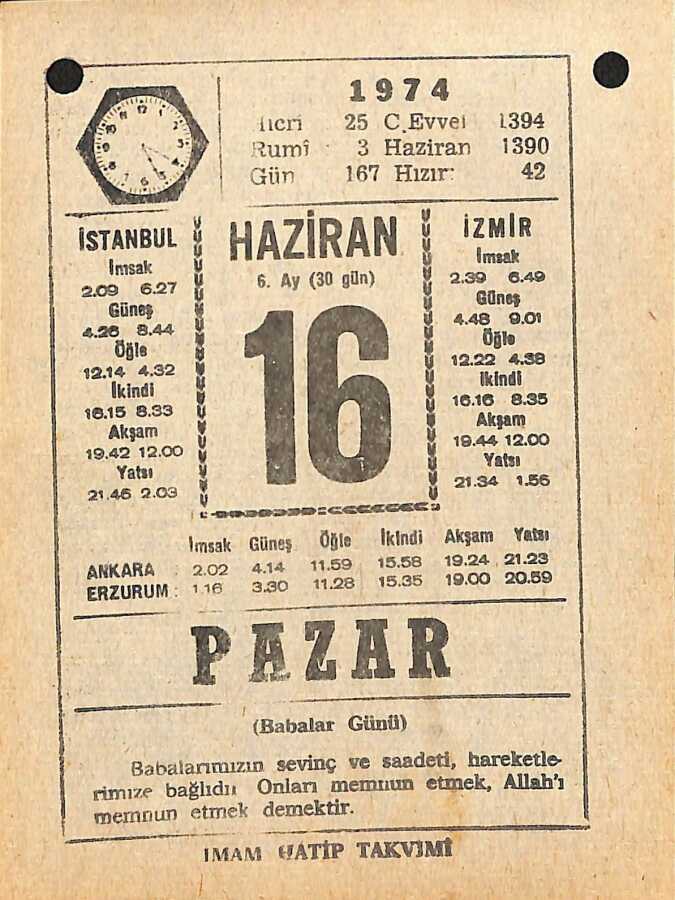 1974
Hicri 25 C.Evvel 1394
Rumî 3 Haziran 1390
Gün 167 Hızır: 42
İSTANBUL
İmsak
2.09 6.27
Güneş
4.26 8.44
Öğle
12.14 4.32
İkindi
16.15 8.33
Akşam
19.42 12.00
Yatsı
21.46 2.03
HAZİRAN
6. Ay (30 gün)
16
İZMİR
İmsak
2.39 6.49
Güneş
4.48 9.01
Öğle
12.22 4.38
İkindi
16.16 8.35
Akşam
19.44 12.00
Yatsı
21.34 1.56
İmsak Güneş Öğle İkindi Akşam Yatsı
ANKARA : 2.02 4.14 11.59 15.58 19.24 21.23
ERZURUM : 1.16 3.30 11.28 15.35 19.00 20.59
PAZAR
(Babalar Günü)
Babalarımızın sevinç ve saadeti, hareketle-
rimize bağlıdır. Onları memnun etmek, Allah'ı
memnun etmek demektir.
İMAM HATİP TAKVİMİ